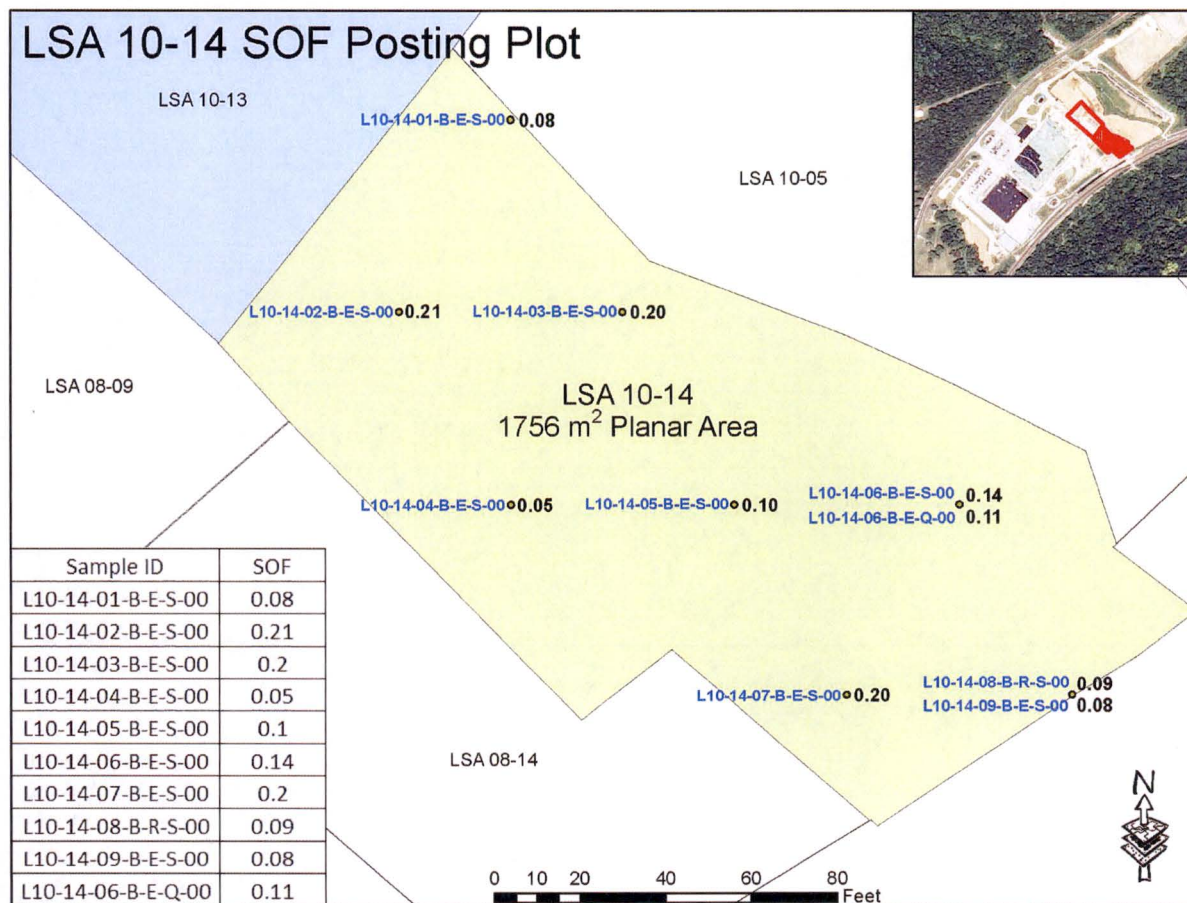 LSA 10-14 SOF Posting Plot
LSA 10-13
L10-14-01-B-E-S-00 0.08
LSA 10-05
L10-14-02-B-E-S-00 0.21
L10-14-03-B-E-S-00 0.20
LSA 08-09
LSA 10-14
1756 m² Planar Area
L10-14-04-B-E-S-00 0.05
L10-14-05-B-E-S-00 0.10
L10-14-06-B-E-S-00 0.14
L10-14-06-B-E-Q-00 0.11
L10-14-07-B-E-S-00 0.20
L10-14-08-B-R-S-00 0.09
L10-14-09-B-E-S-00 0.08
LSA 08-14
Sample ID SOF
L10-14-01-B-E-S-00 0.08
L10-14-02-B-E-S-00 0.21
L10-14-03-B-E-S-00 0.2
L10-14-04-B-E-S-00 0.05
L10-14-05-B-E-S-00 0.1
L10-14-06-B-E-S-00 0.14
L10-14-07-B-E-S-00 0.2
L10-14-08-B-R-S-00 0.09
L10-14-09-B-E-S-00 0.08
L10-14-06-B-E-Q-00 0.11
0 10 20 40 60 80
Feet
N